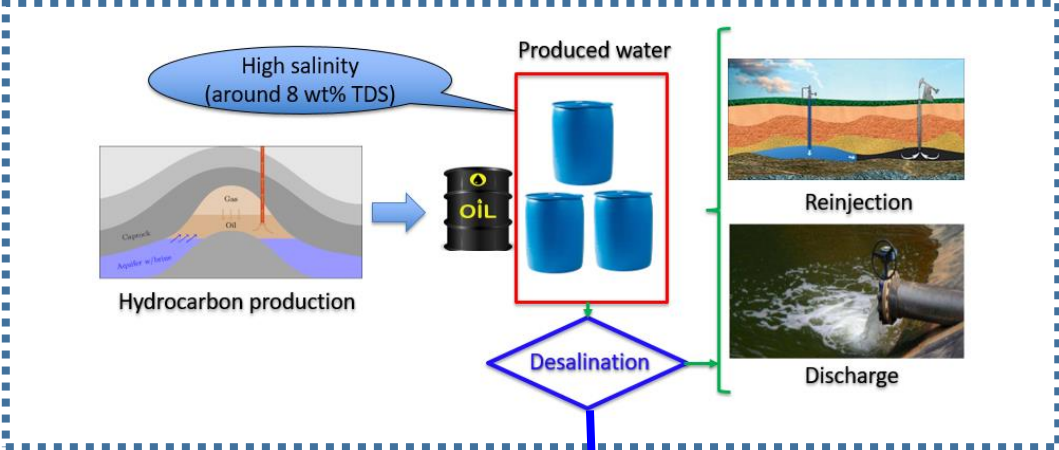 Produced water
High salinity
(around 8 wt% TDS)
Gas
Oil
Caprock
Aquifer w/brine
Hydrocarbon production
OIL
Reinjection
Desalination
Discharge